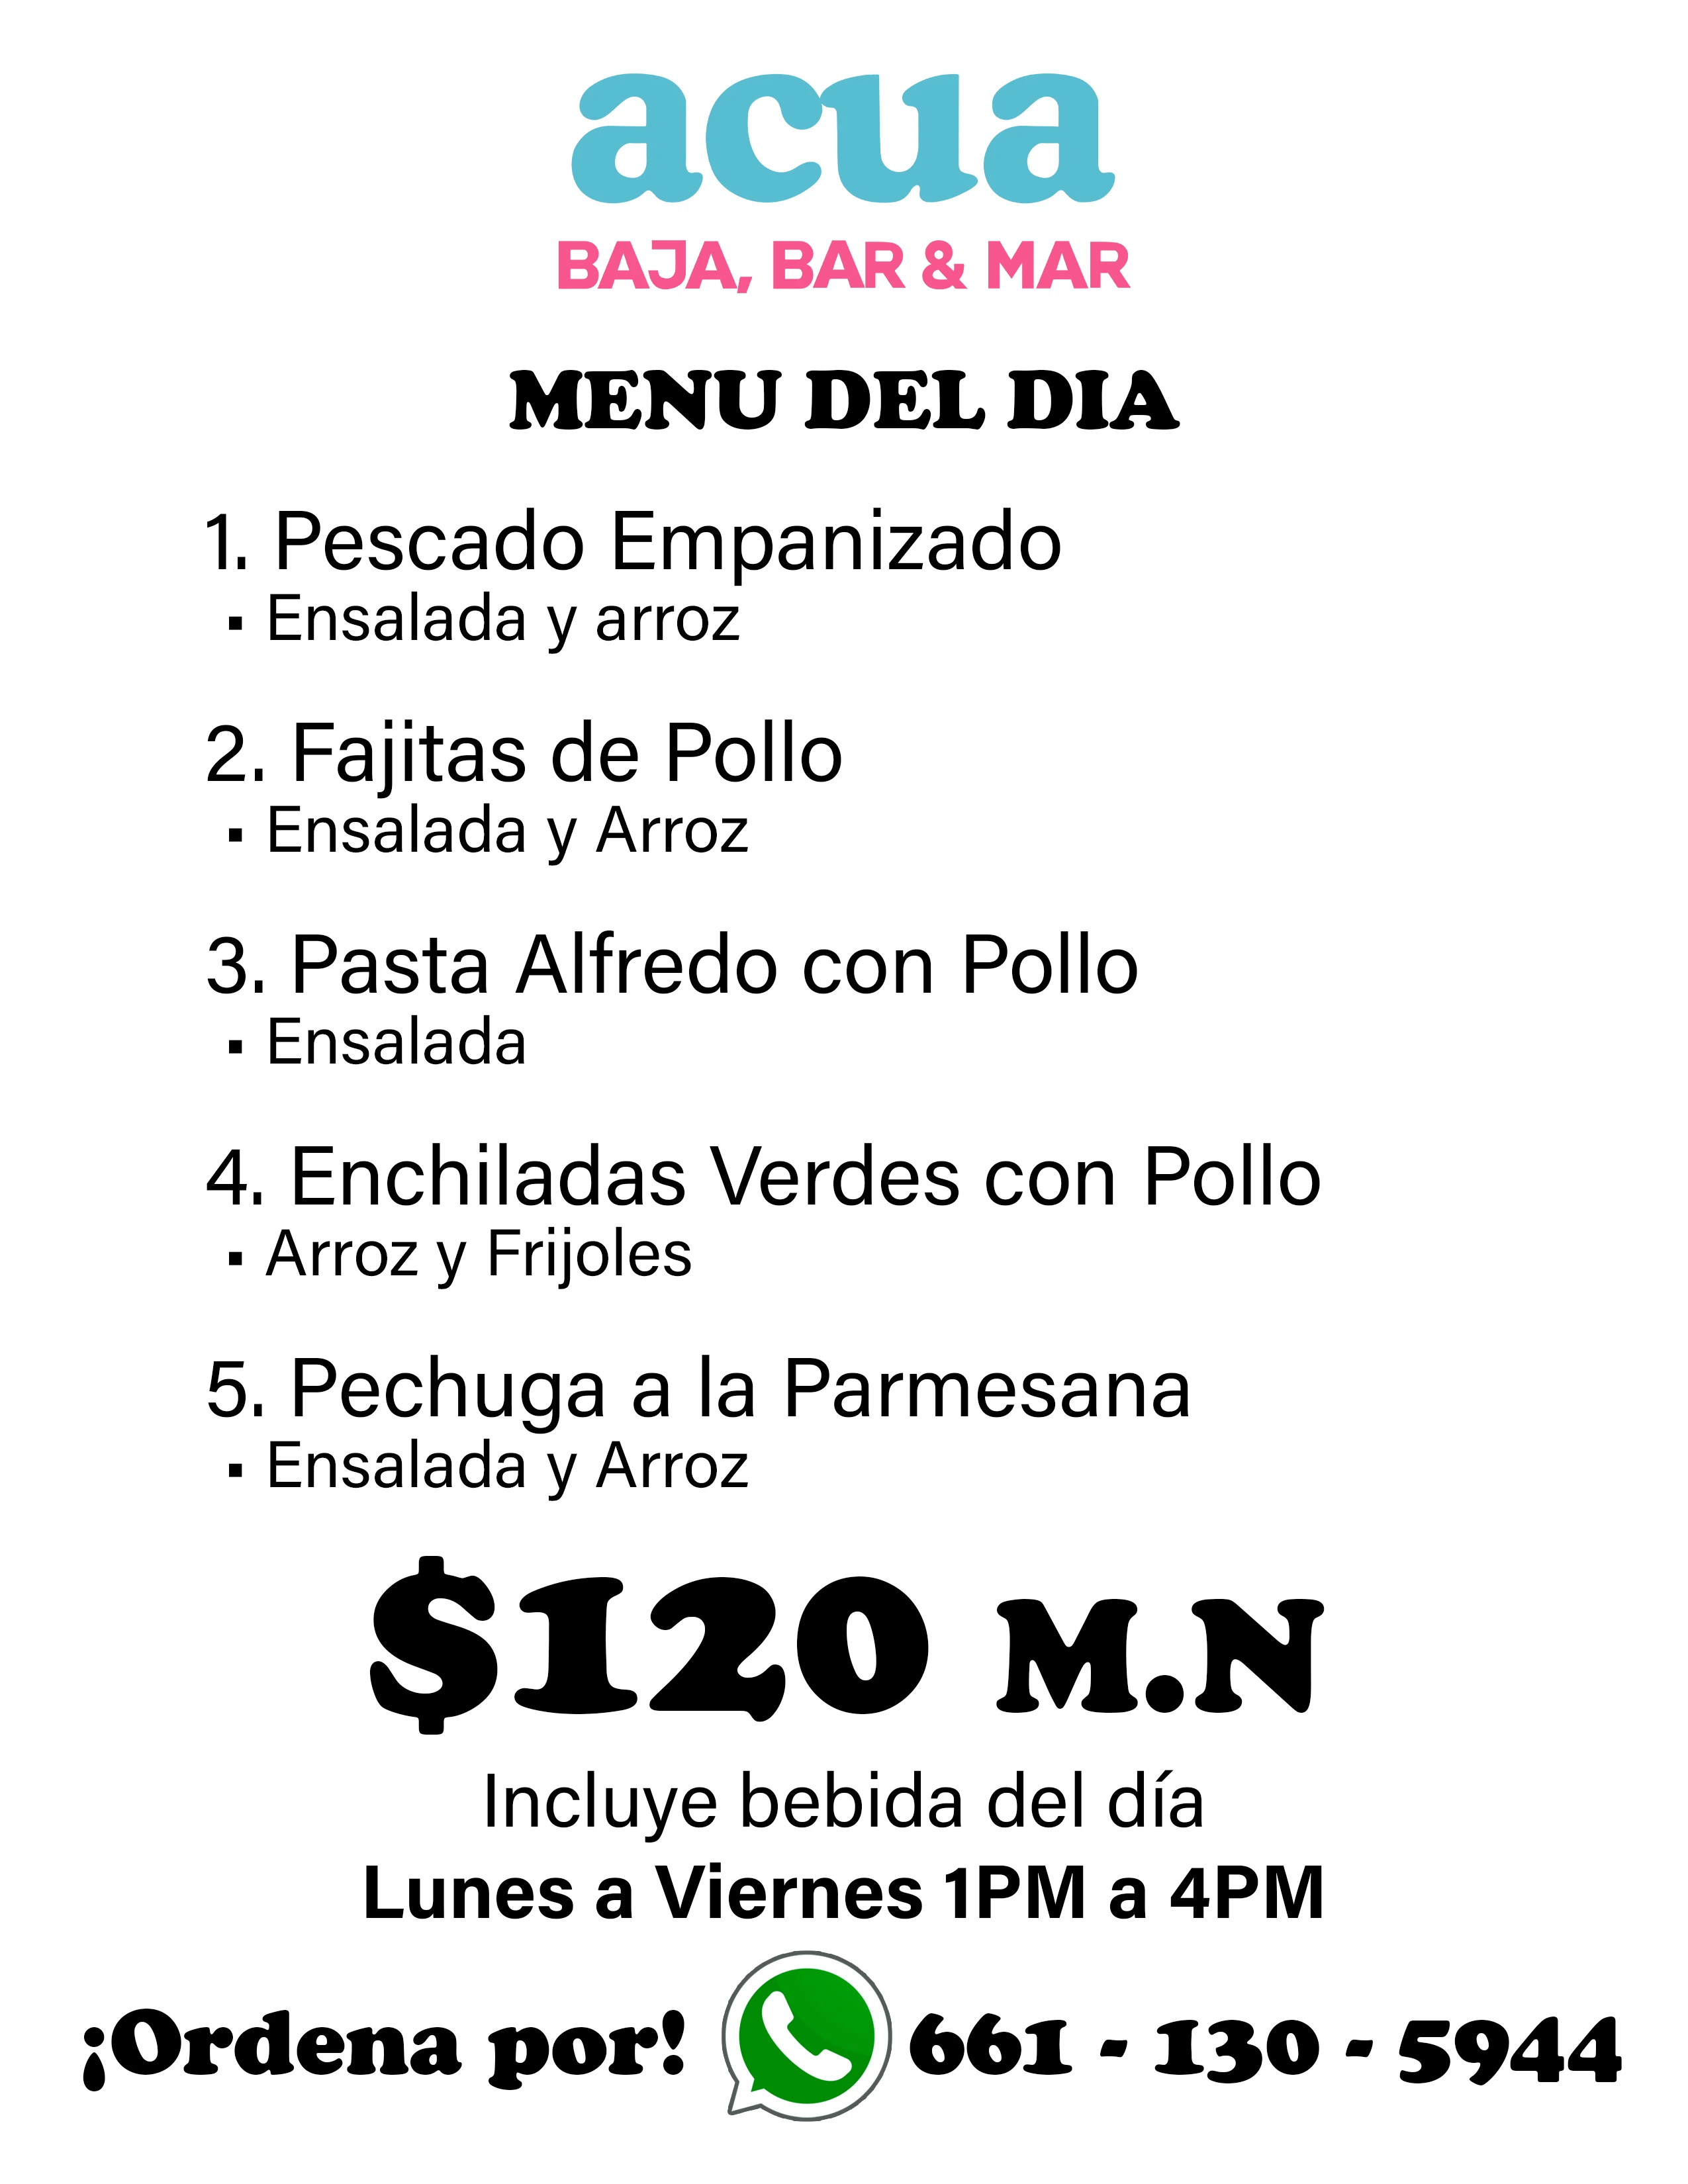 acua
BAJA, BAR & MAR
MENU DEL DIA
1. Pescado Empanizado
▪ Ensalada y arroz
2. Fajitas de Pollo
▪ Ensalada y Arroz
3. Pasta Alfredo con Pollo
▪ Ensalada
4. Enchiladas Verdes con Pollo
▪ Arroz y Frijoles
5. Pechuga a la Parmesana
▪ Ensalada y Arroz
$120 M.N
Incluye bebida del día
Lunes a Viernes 1PM a 4PM
¡Ordena por! 661 - 130 - 5944